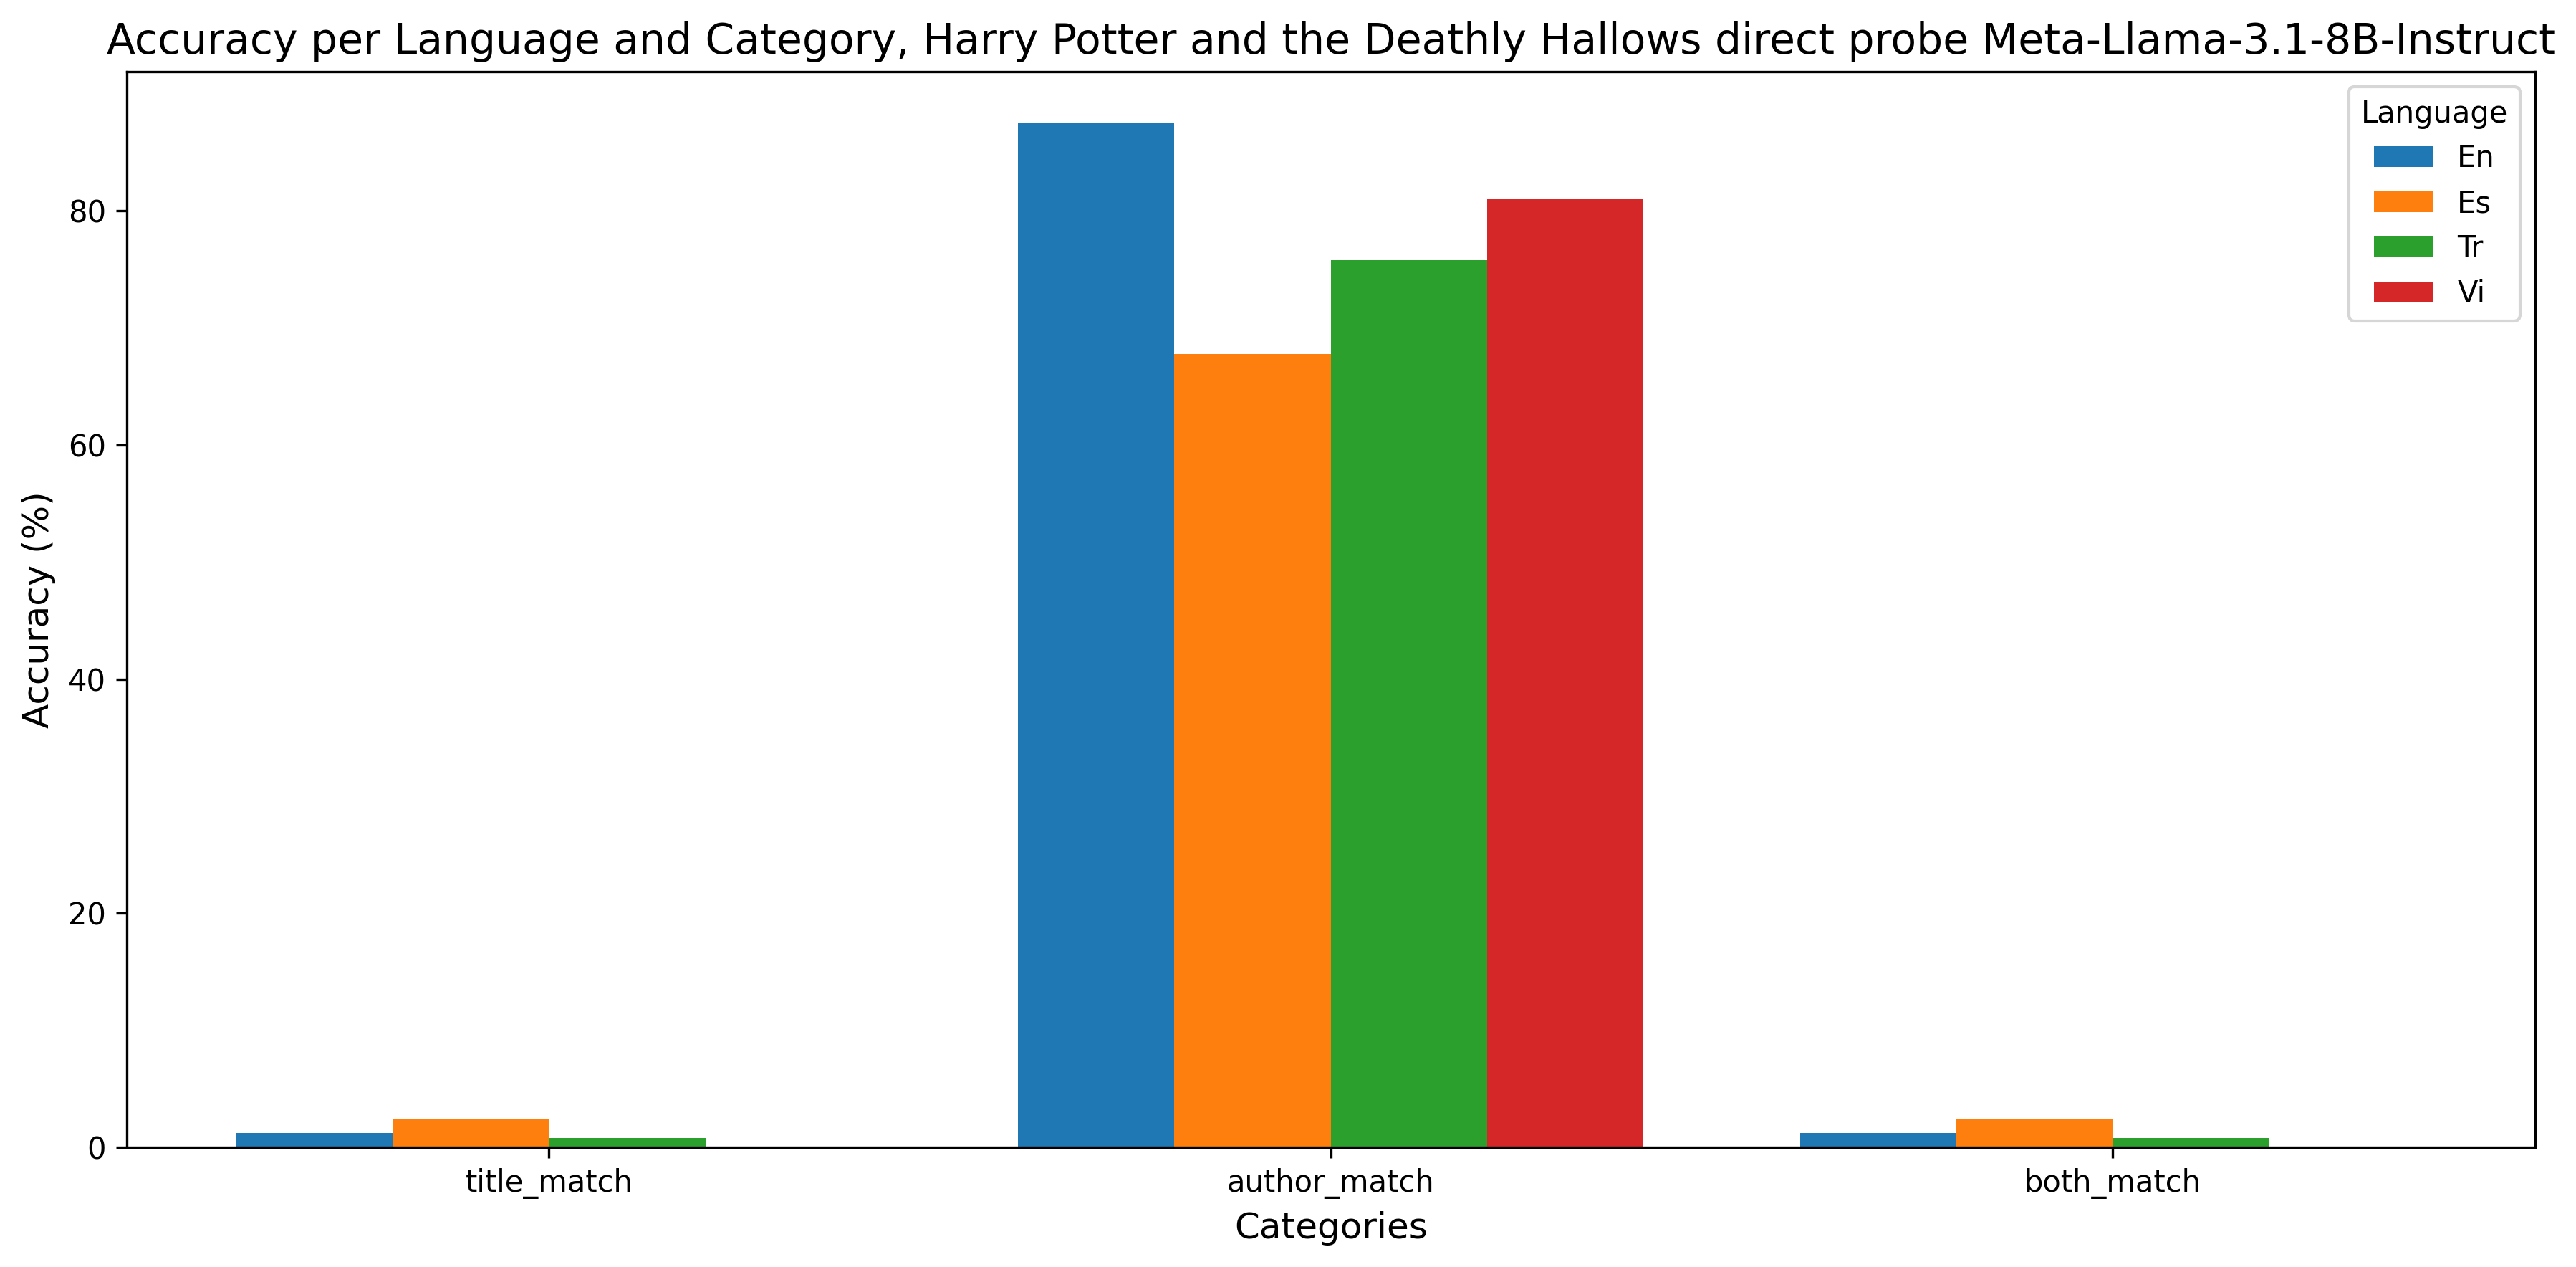 Accuracy per Language and Category, Harry Potter and the Deathly Hallows direct probe Meta-Llama-3.1-8B-Instruct
Language
En
Es
Tr
Vi
Accuracy (%)
80
60
40
20
0
title_match
author_match
both_match
Categories